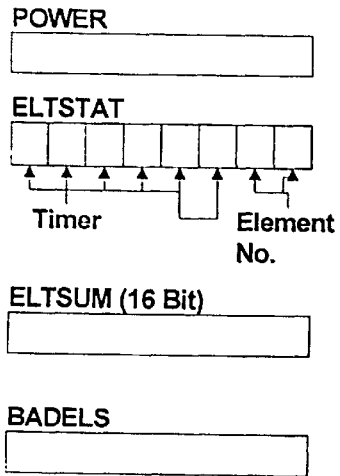 POWER
ELTSTAT
Timer
Element
No.
ELTSUM (16 Bit)
BADELS